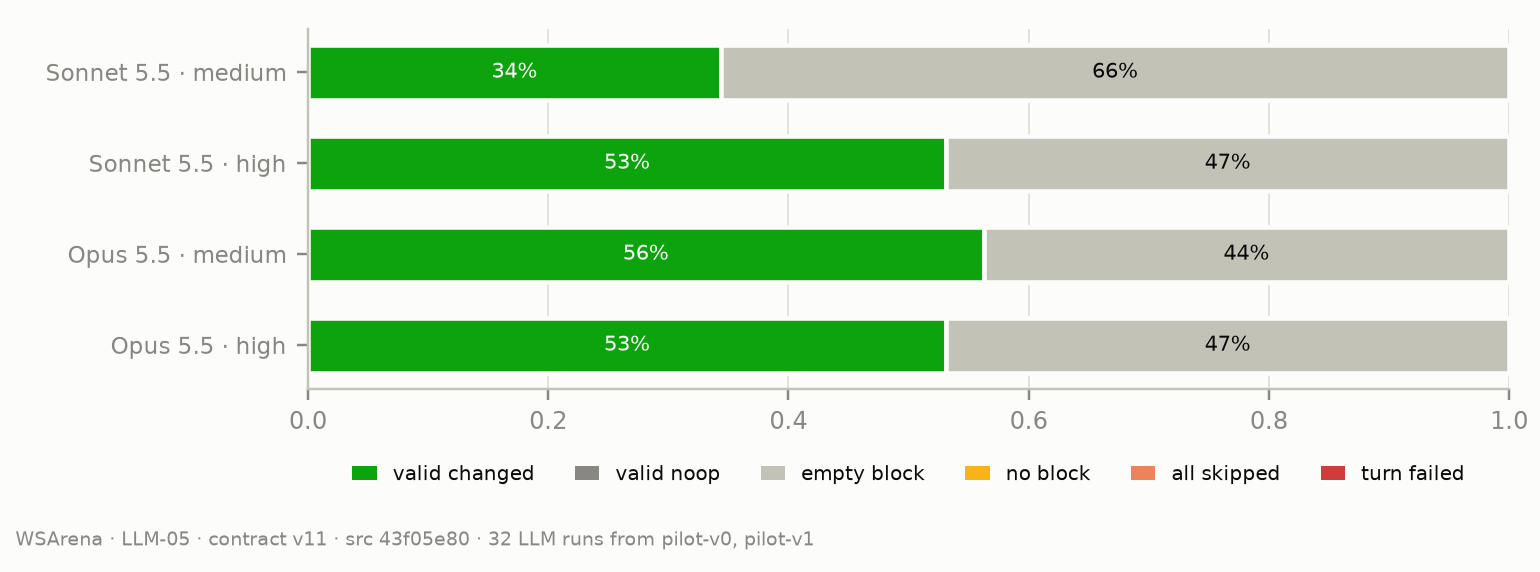 Sonnet 5.5 · medium
34%
66%
Sonnet 5.5 · high
53%
47%
Opus 5.5 · medium
56%
44%
Opus 5.5 · high
53%
47%
0.0 0.2 0.4 0.6 0.8 1.0
valid changed valid noop empty block no block all skipped turn failed
WSArena · LLM-05 · contract v11 · src 43f05e80 · 32 LLM runs from pilot-v0, pilot-v1